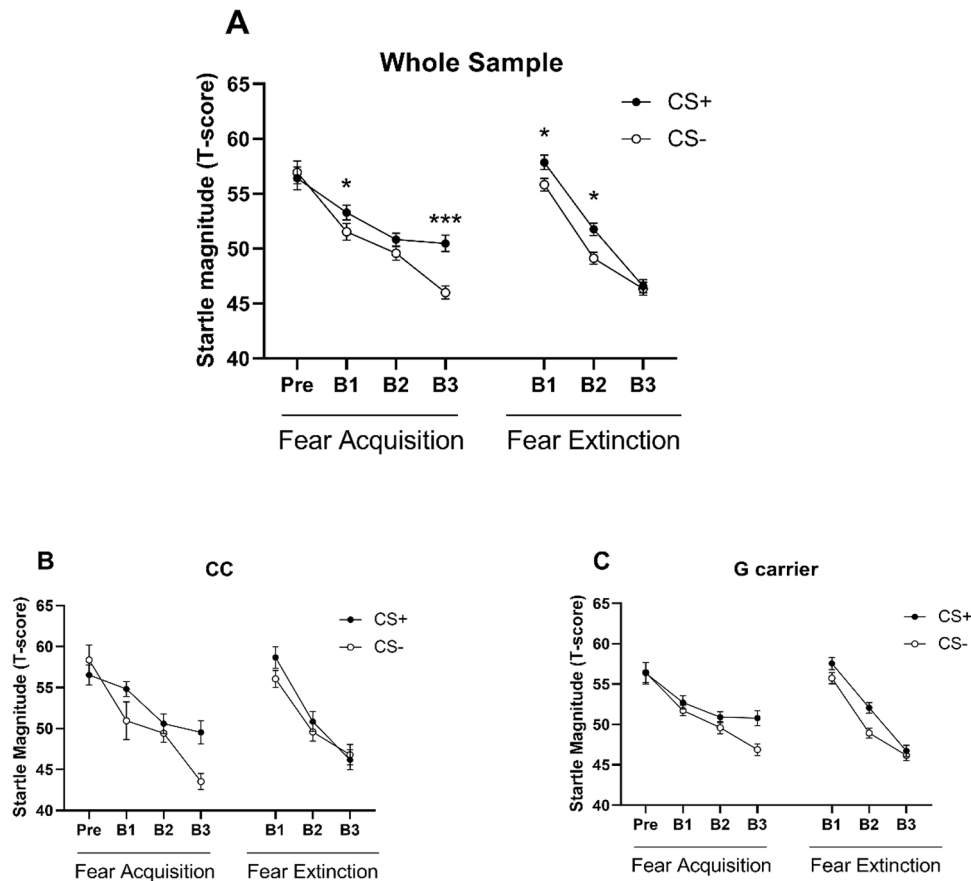 A
Whole Sample
Startle magnitude (T-score)
65
60
55
50
45
40
CS+
CS-
*
***
*
*
Pre B1 B2 B3 B1 B2 B3
Fear Acquisition Fear Extinction
B
CC
Startle Magnitude (T-score)
65
60
55
50
45
40
CS+
CS-
Pre B1 B2 B3 B1 B2 B3
Fear Acquisition Fear Extinction
C
G carrier
Startle Magnitude (T-score)
65
60
55
50
45
40
CS+
CS-
Pre B1 B2 B3 B1 B2 B3
Fear Acquisition Fear Extinction